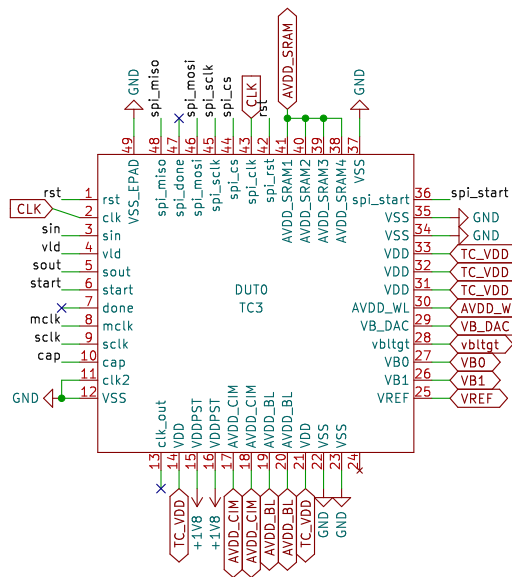 AVDD_SRAM
GND
spi_miso
spi_mosi
spi_sclk
spi_cs
CLK
rst
GND
49
48
47
46
45
44
43
42
41
40
39
38
37
VSS_EPAD
spi_miso
spi_done
spi_mosi
spi_sclk
spi_cs
spi_clk
spi_rst
AVDD_SRAM1
AVDD_SRAM2
AVDD_SRAM3
AVDD_SRAM4
VSS
rst 1 rst
CLK 2 clk
sin 3 sin
vld 4 vld
sout 5 sout
start 6 start
7 done
mclk 8 mclk
sclk 9 sclk
cap 10 cap
11 clk2
GND 12 VSS
DUT0
TC3
spi_start 36 spi_start
VSS 35 GND
VSS 34 GND
VDD 33 TC_VDD
VDD 32 TC_VDD
VDD 31 TC_VDD
AVDD_WL 30 AVDD_W
VB_DAC 29 VB_DAC
vbltgt 28 vbltgt
VB0 27 VB0
VB1 26 VB1
VREF 25 VREF
clk_out
VDD
VDDPST
VDDPST
AVDD_CIM
AVDD_CIM
AVDD_BL
AVDD_BL
VDD
VSS
VSS
13
14
15
16
17
18
19
20
21
22
23
24
TC_VDD
+1V8
+1V8
AVDD_CIM
AVDD_CIM
AVDD_BL
AVDD_BL
TC_VDD
GND
GND